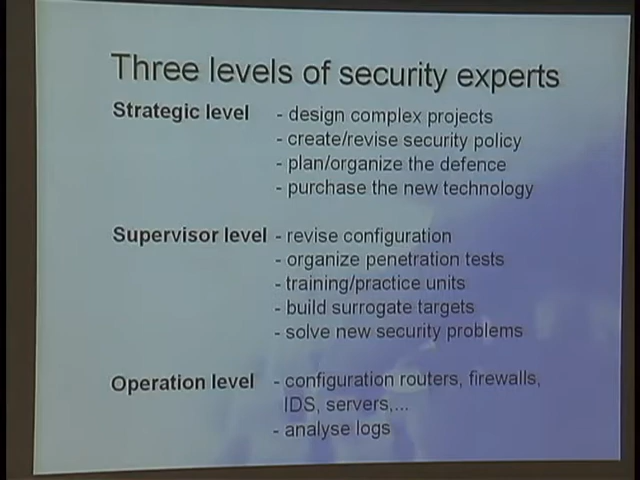 Three levels of security experts
Strategic level - design complex projects
- create/revise security policy
- plan/organize the defence
- purchase the new technology
Supervisor level - revise configuration
- organize penetration tests
- training/practice units
- build surrogate targets
- solve new security problems
Operation level - configuration routers, firewalls,
IDS, servers,...
- analyse logs